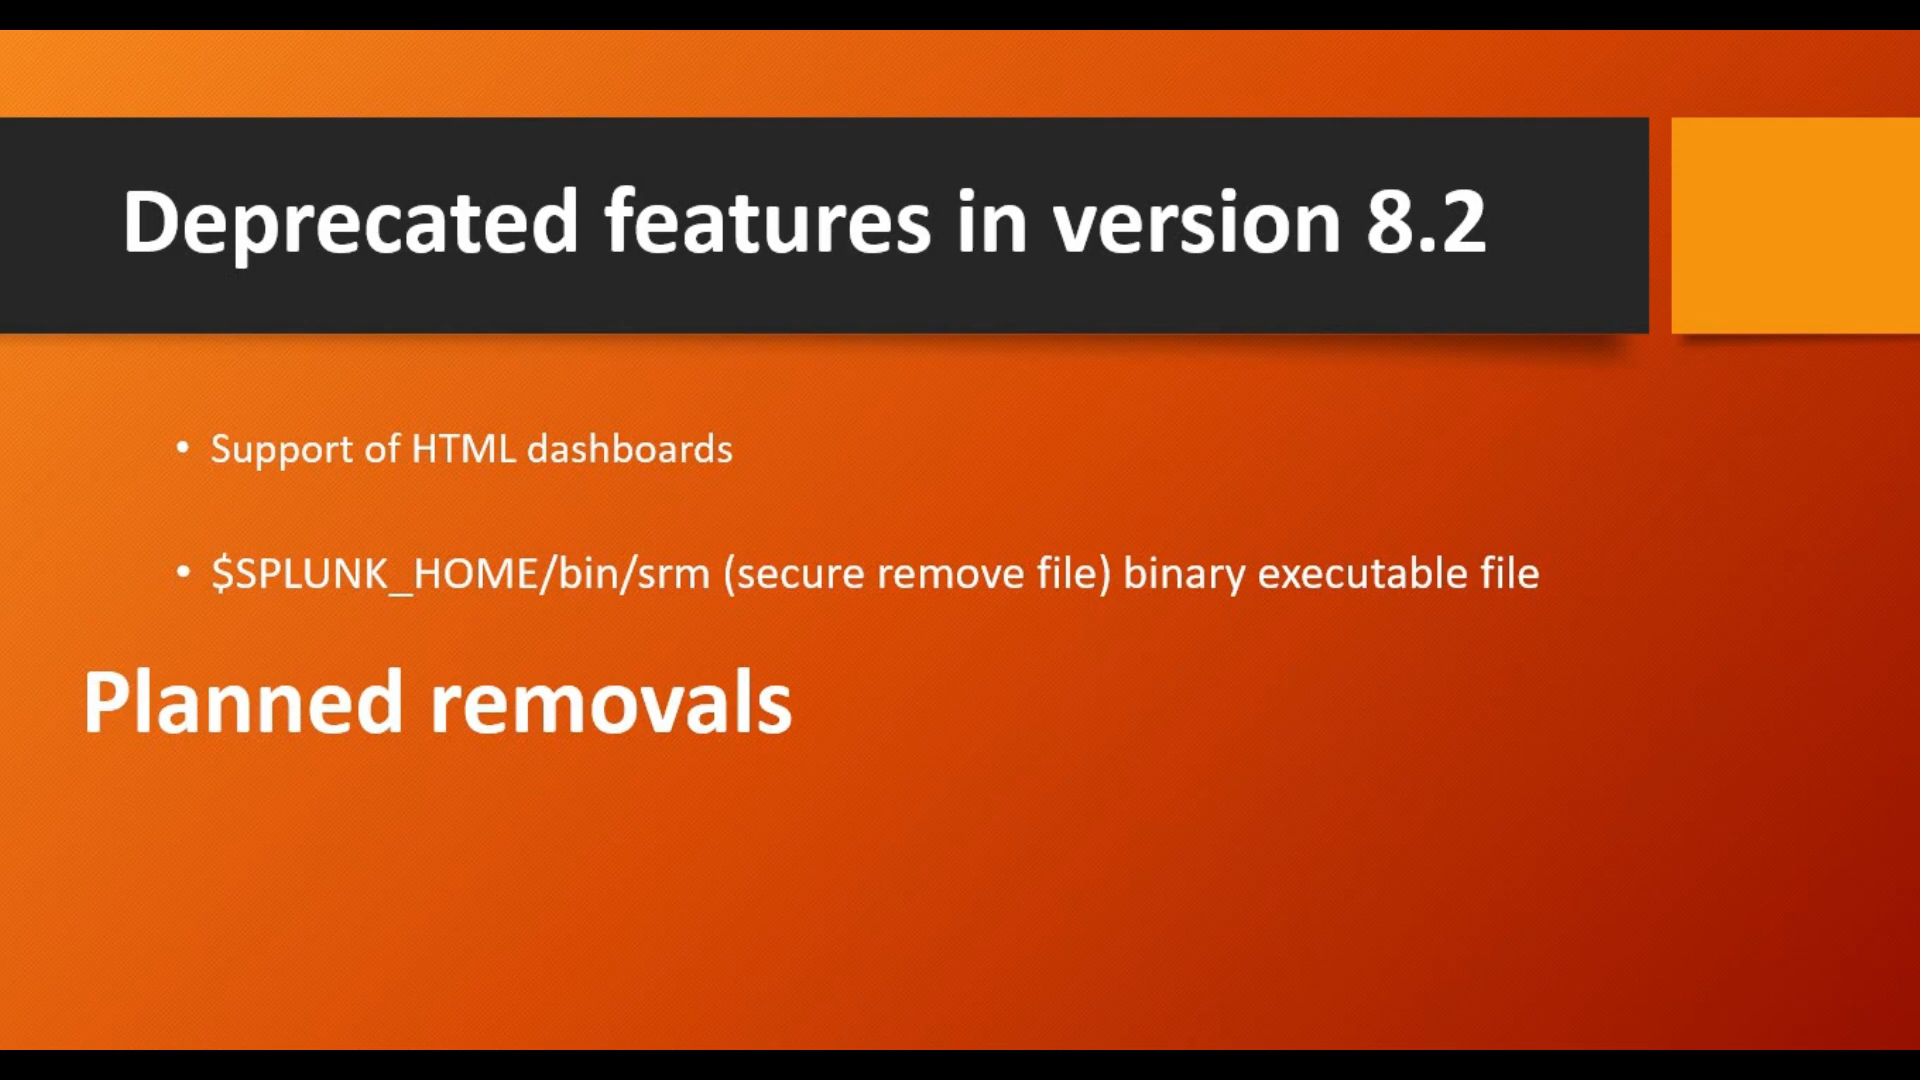 Deprecated features in version 8.2
• Support of HTML dashboards
• $SPLUNK_HOME/bin/srm (secure remove file) binary executable file
Planned removals